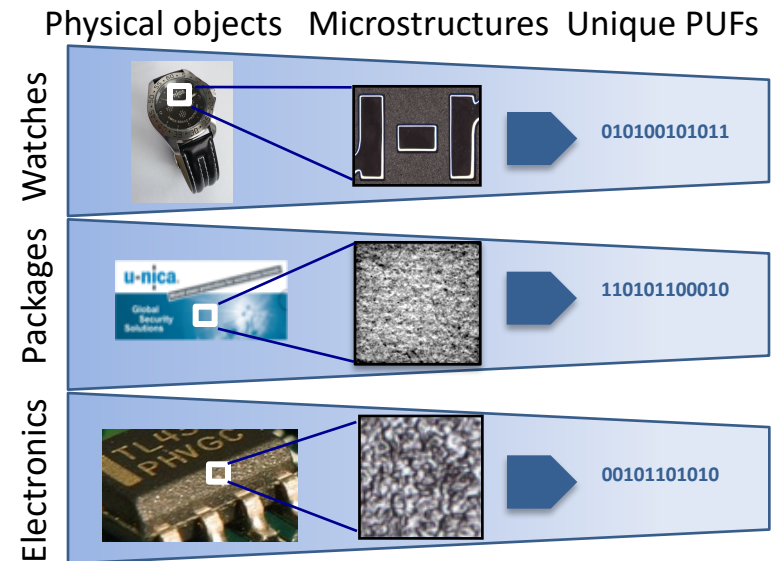 Physical objects Microstructures Unique PUFs
Watches
010100101011
Packages
u·nica.
Global
Security
Solutions
110101100010
Electronics
PHVGC
00101101010